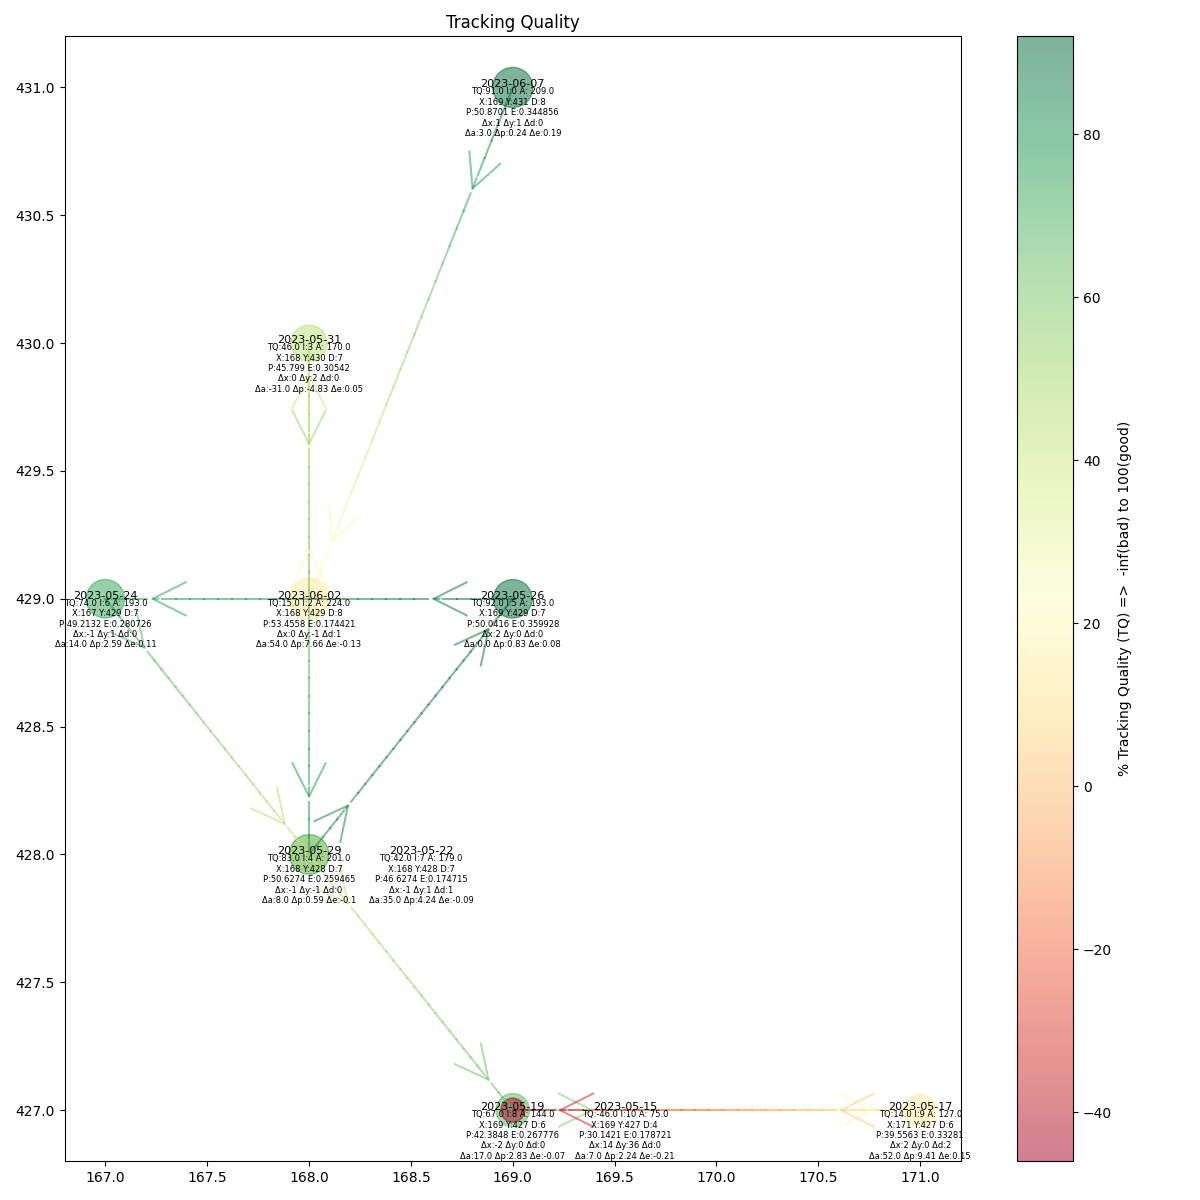 Tracking Quality
431.0
430.5
430.0
429.5
429.0
428.5
428.0
427.5
427.0
167.0
167.5
168.0
168.5
169.0
169.5
170.0
170.5
171.0
2023-06-07
TQ:91.0 I:0 A: 209.0
X:169 Y:431 D:8
P:50.8701 E:0.344856
Δx:1 Δy:1 Δd:0
Δa:3.0 Δp:0.24 Δe:0.19
2023-05-31
TQ:46.0 I:3 A: 170.0
X:168 Y:430 D:7
P:45.799 E:0.30542
Δx:0 Δy:2 Δd:0
Δa:-31.0 Δp:-4.83 Δe:0.05
2023-05-24
TQ:74.0 I:6 A: 193.0
X:167 Y:429 D:7
P:49.2132 E:0.280726
Δx:-1 Δy:1 Δd:0
Δa:14.0 Δp:2.59 Δe:0.11
2023-06-02
TQ:15.0 I:2 A: 224.0
X:168 Y:429 D:8
P:53.4558 E:0.174421
Δx:0 Δy:-1 Δd:1
Δa:54.0 Δp:7.66 Δe:-0.13
2023-05-26
TQ:92.0 I:5 A: 193.0
X:169 Y:429 D:7
P:50.0416 E:0.359928
Δx:2 Δy:0 Δd:0
Δa:0.0 Δp:0.83 Δe:0.08
2023-05-29
TQ:83.0 I:4 A: 201.0
X:168 Y:428 D:7
P:50.6274 E:0.259465
Δx:-1 Δy:-1 Δd:0
Δa:8.0 Δp:0.59 Δe:-0.1
2023-05-22
TQ:42.0 I:7 A: 179.0
X:168 Y:428 D:7
P:46.6274 E:0.174715
Δx:-1 Δy:1 Δd:1
Δa:35.0 Δp:4.24 Δe:-0.09
2023-05-19
TQ:67.0 I:8 A: 144.0
X:169 Y:427 D:6
P:42.3848 E:0.267776
Δx:-2 Δy:0 Δd:0
Δa:17.0 Δp:2.83 Δe:-0.07
2023-05-15
TQ:-46.0 I:10 A: 75.0
X:169 Y:427 D:4
P:30.1421 E:0.178721
Δx:14 Δy:36 Δd:0
Δa:7.0 Δp:2.24 Δe:-0.21
2023-05-17
TQ:14.0 I:9 A: 127.0
X:171 Y:427 D:6
P:39.5563 E:0.33281
Δx:2 Δy:0 Δd:2
Δa:52.0 Δp:9.41 Δe:0.15
80
60
40
20
0
−20
−40
% Tracking Quality (TQ) => -inf(bad) to 100(good)